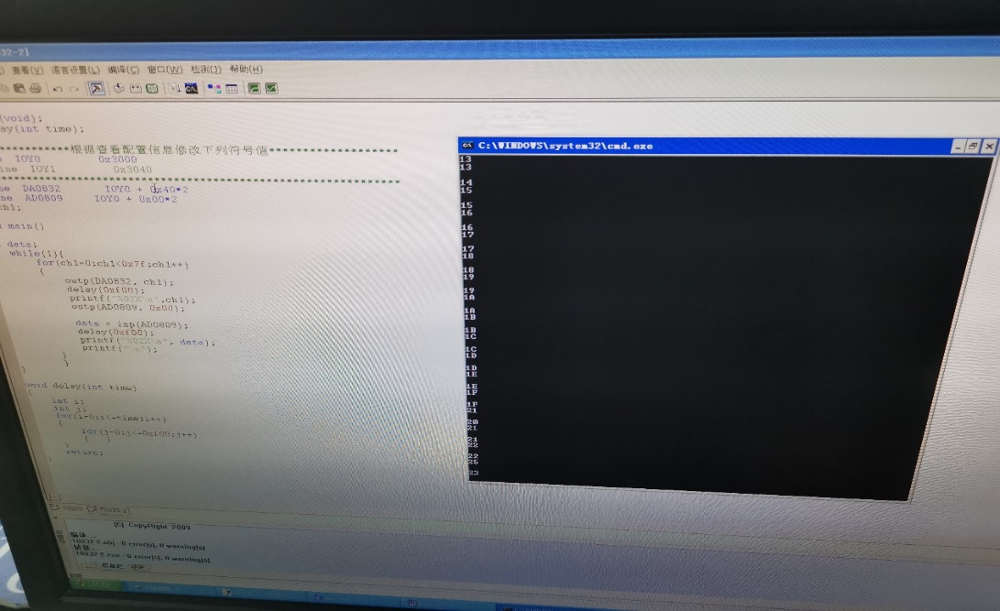 32-2]
查看(V) 语言设置(L) 编译(C) 窗口(W) 检测(J) 帮助(H)
(void);
ay(int time);
***********根据查看配置信息修改下列符号值********************
IOY0 0x3000
ine IOY1 0x3040
ne DA0832 IOY0 + 0x40*2
ne AD0809 IOY0 + 0x00*2
ch1;
main()
data;
while(1){
for(ch1=0;ch1<0x7f;ch1++)
{
outp(DA0832, ch1);
delay(0xf00);
printf("%02X\n",ch1);
outp(AD0809, 0x00);
data = inp(AD0809);
delay(0xf00);
printf("%02X\n", data);
printf("\n");
}
}
}
void delay(int time)
{
int i;
int j;
for(i=0;i<=time;i++)
{
for(j=0;j<=0xf00;j++)
{ }
}
return;
}
C:\WINDOWS\system32\cmd.exe
13
13
14
15
15
16
16
17
17
18
18
19
19
1A
1A
1B
1B
1C
1C
1D
1D
1E
1E
1F
1F
21
20
21
21
22
22
25
23
(C) CopyRight 2009
编译...
T0832-2.obj - 0 error(s), 0 warning(s)
链接...
T0832-2.exe - 0 error(s), 0 warning(s)